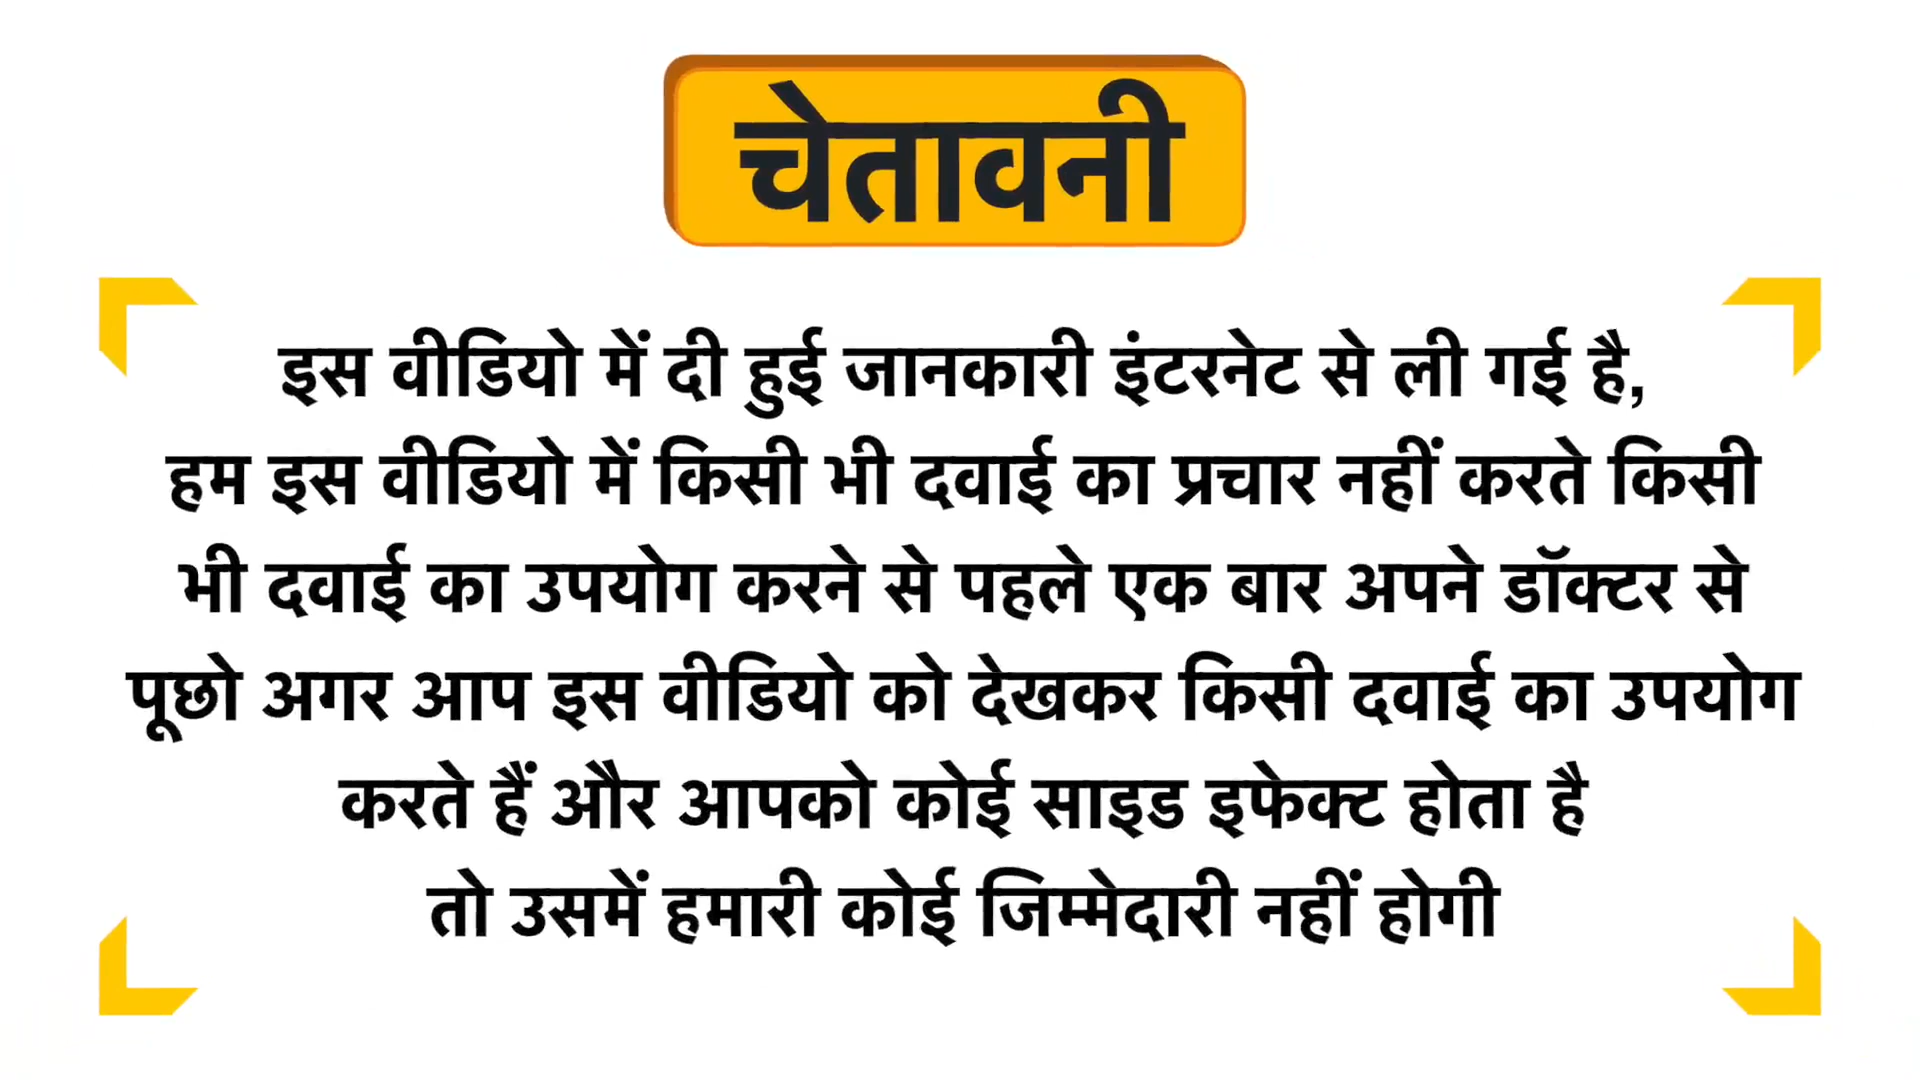 चेतावनी
इस वीडियो में दी हुई जानकारी इंटरनेट से ली गई है,
हम इस वीडियो में किसी भी दवाई का प्रचार नहीं करते किसी
भी दवाई का उपयोग करने से पहले एक बार अपने डॉक्टर से
पूछो अगर आप इस वीडियो को देखकर किसी दवाई का उपयोग
करते हैं और आपको कोई साइड इफेक्ट होता है
तो उसमें हमारी कोई जिम्मेदारी नहीं होगी